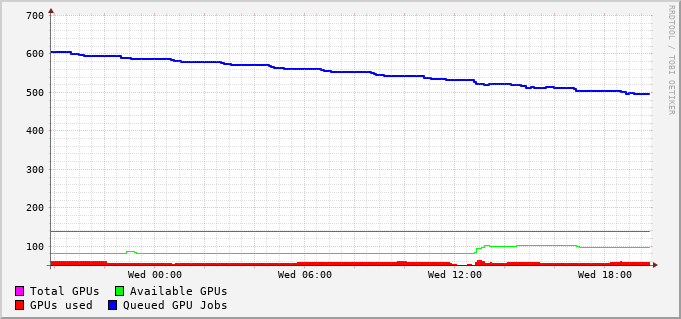 700
600
500
400
300
200
100
Wed 00:00 Wed 06:00 Wed 12:00 Wed 18:00
Total GPUs Available GPUs
GPUs used Queued GPU Jobs
RRDTOOL / TOBI OETIKER